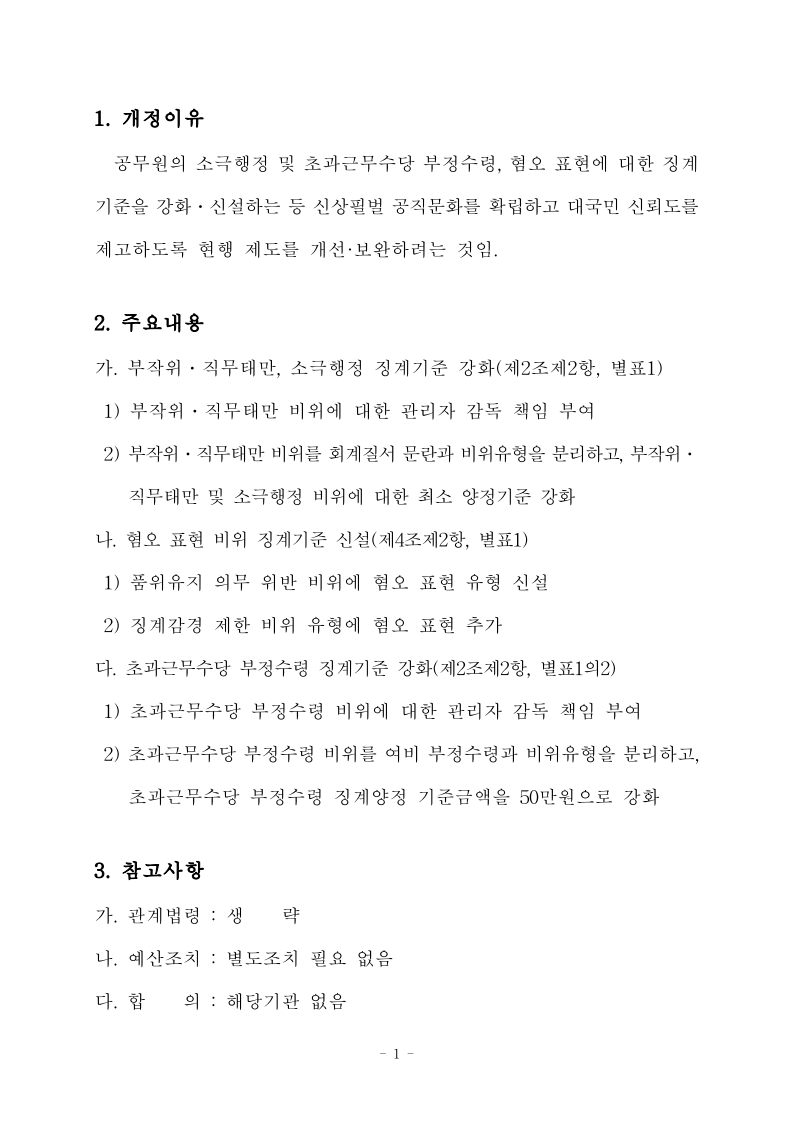 1. 개정이유
공무원의 소극행정 및 초과근무수당 부정수령, 혐오 표현에 대한 징계
기준을 강화·신설하는 등 신상필벌 공직문화를 확립하고 대국민 신뢰도를
제고하도록 현행 제도를 개선·보완하려는 것임.
2. 주요내용
가. 부작위·직무태만, 소극행정 징계기준 강화(제2조제2항, 별표1)
1) 부작위·직무태만 비위에 대한 관리자 감독 책임 부여
2) 부작위·직무태만 비위를 회계질서 문란과 비위유형을 분리하고, 부작위·
직무태만 및 소극행정 비위에 대한 최소 양정기준 강화
나. 혐오 표현 비위 징계기준 신설(제4조제2항, 별표1)
1) 품위유지 의무 위반 비위에 혐오 표현 유형 신설
2) 징계감경 제한 비위 유형에 혐오 표현 추가
다. 초과근무수당 부정수령 징계기준 강화(제2조제2항, 별표1의2)
1) 초과근무수당 부정수령 비위에 대한 관리자 감독 책임 부여
2) 초과근무수당 부정수령 비위를 여비 부정수령과 비위유형을 분리하고,
초과근무수당 부정수령 징계양정 기준금액을 50만원으로 강화
3. 참고사항
가. 관계법령 : 생 략
나. 예산조치 : 별도조치 필요 없음
다. 합 의 : 해당기관 없음
- 1 -